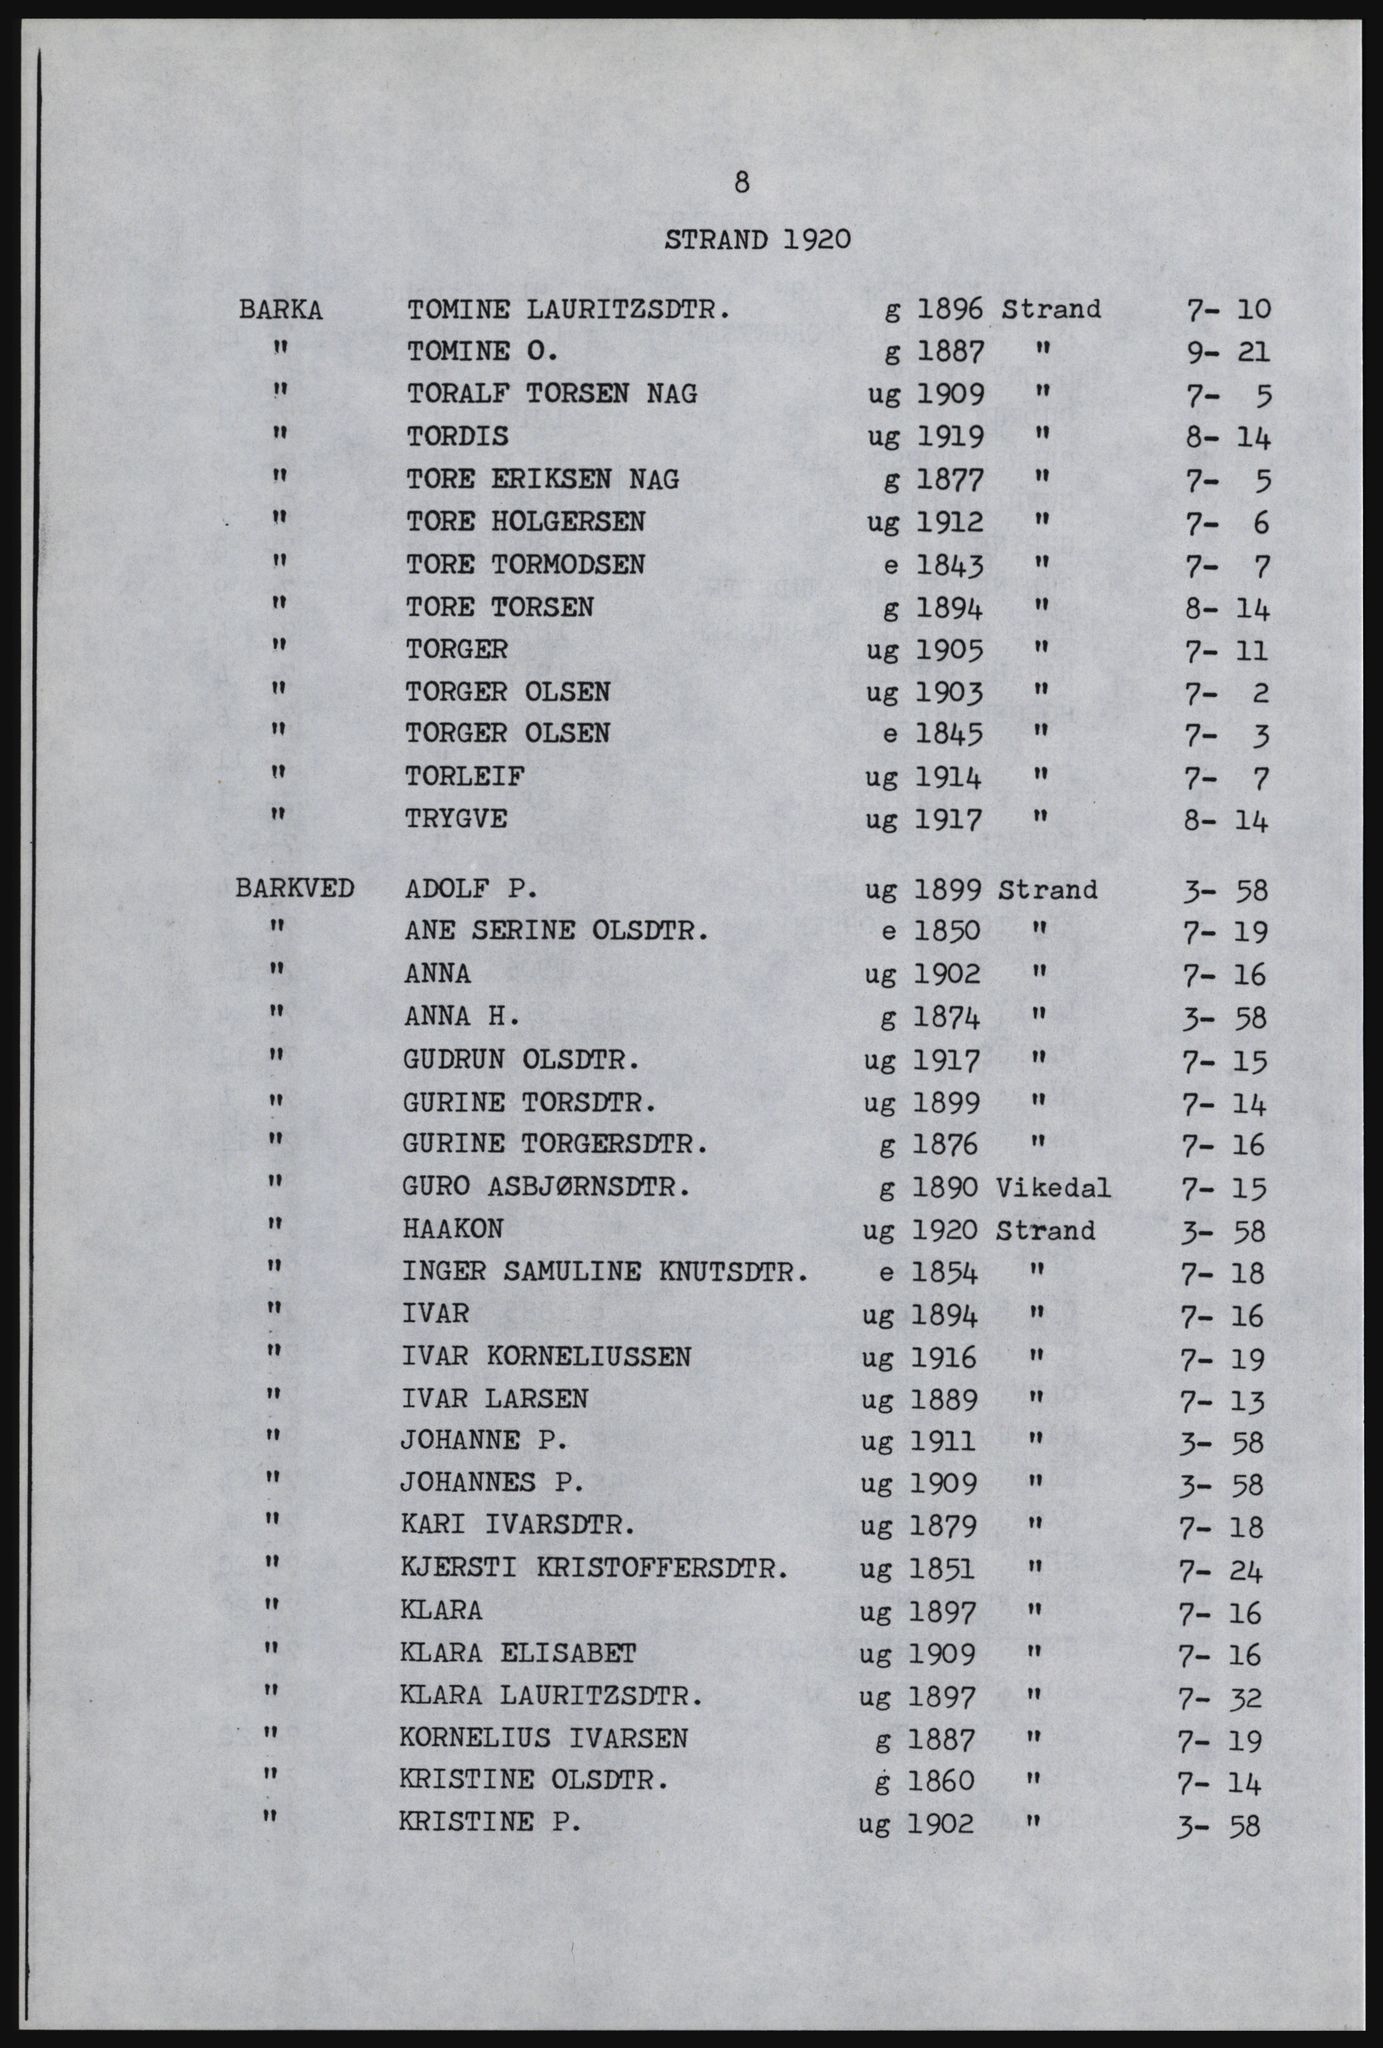 8
STRAND 1920
BARKA TOMINE LAURITZSDTR. g 1896 Strand 7- 10
" TOMINE O. g 1887 " 9- 21
" TORALF TORSEN NAG ug 1909 " 7- 5
" TORDIS ug 1919 " 8- 14
" TORE ERIKSEN NAG g 1877 " 7- 5
" TORE HOLGERSEN ug 1912 " 7- 6
" TORE TORMODSEN e 1843 " 7- 7
" TORE TORSEN g 1894 " 8- 14
" TORGER ug 1905 " 7- 11
" TORGER OLSEN ug 1903 " 7- 2
" TORGER OLSEN e 1845 " 7- 3
" TORLEIF ug 1914 " 7- 7
" TRYGVE ug 1917 " 8- 14
BARKVED ADOLF P. ug 1899 Strand 3- 58
" ANE SERINE OLSDTR. e 1850 " 7- 19
" ANNA ug 1902 " 7- 16
" ANNA H. g 1874 " 3- 58
" GUDRUN OLSDTR. ug 1917 " 7- 15
" GURINE TORSDTR. ug 1899 " 7- 14
" GURINE TORGERSDTR. g 1876 " 7- 16
" GURO ASBJØRNSDTR. g 1890 Vikedal 7- 15
" HAAKON ug 1920 Strand 3- 58
" INGER SAMULINE KNUTSDTR. e 1854 " 7- 18
" IVAR ug 1894 " 7- 16
" IVAR KORNELIUSSEN ug 1916 " 7- 19
" IVAR LARSEN ug 1889 " 7- 13
" JOHANNE P. ug 1911 " 3- 58
" JOHANNES P. ug 1909 " 3- 58
" KARI IVARSDTR. ug 1879 " 7- 18
" KJERSTI KRISTOFFERSDTR. ug 1851 " 7- 24
" KLARA ug 1897 " 7- 16
" KLARA ELISABET ug 1909 " 7- 16
" KLARA LAURITZSDTR. ug 1897 " 7- 32
" KORNELIUS IVARSEN g 1887 " 7- 19
" KRISTINE OLSDTR. g 1860 " 7- 14
" KRISTINE P. ug 1902 " 3- 58